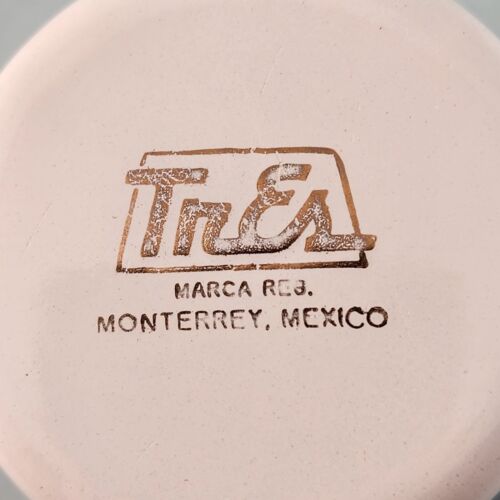 TrEs
MARCA REG.
MONTERREY, MEXICO